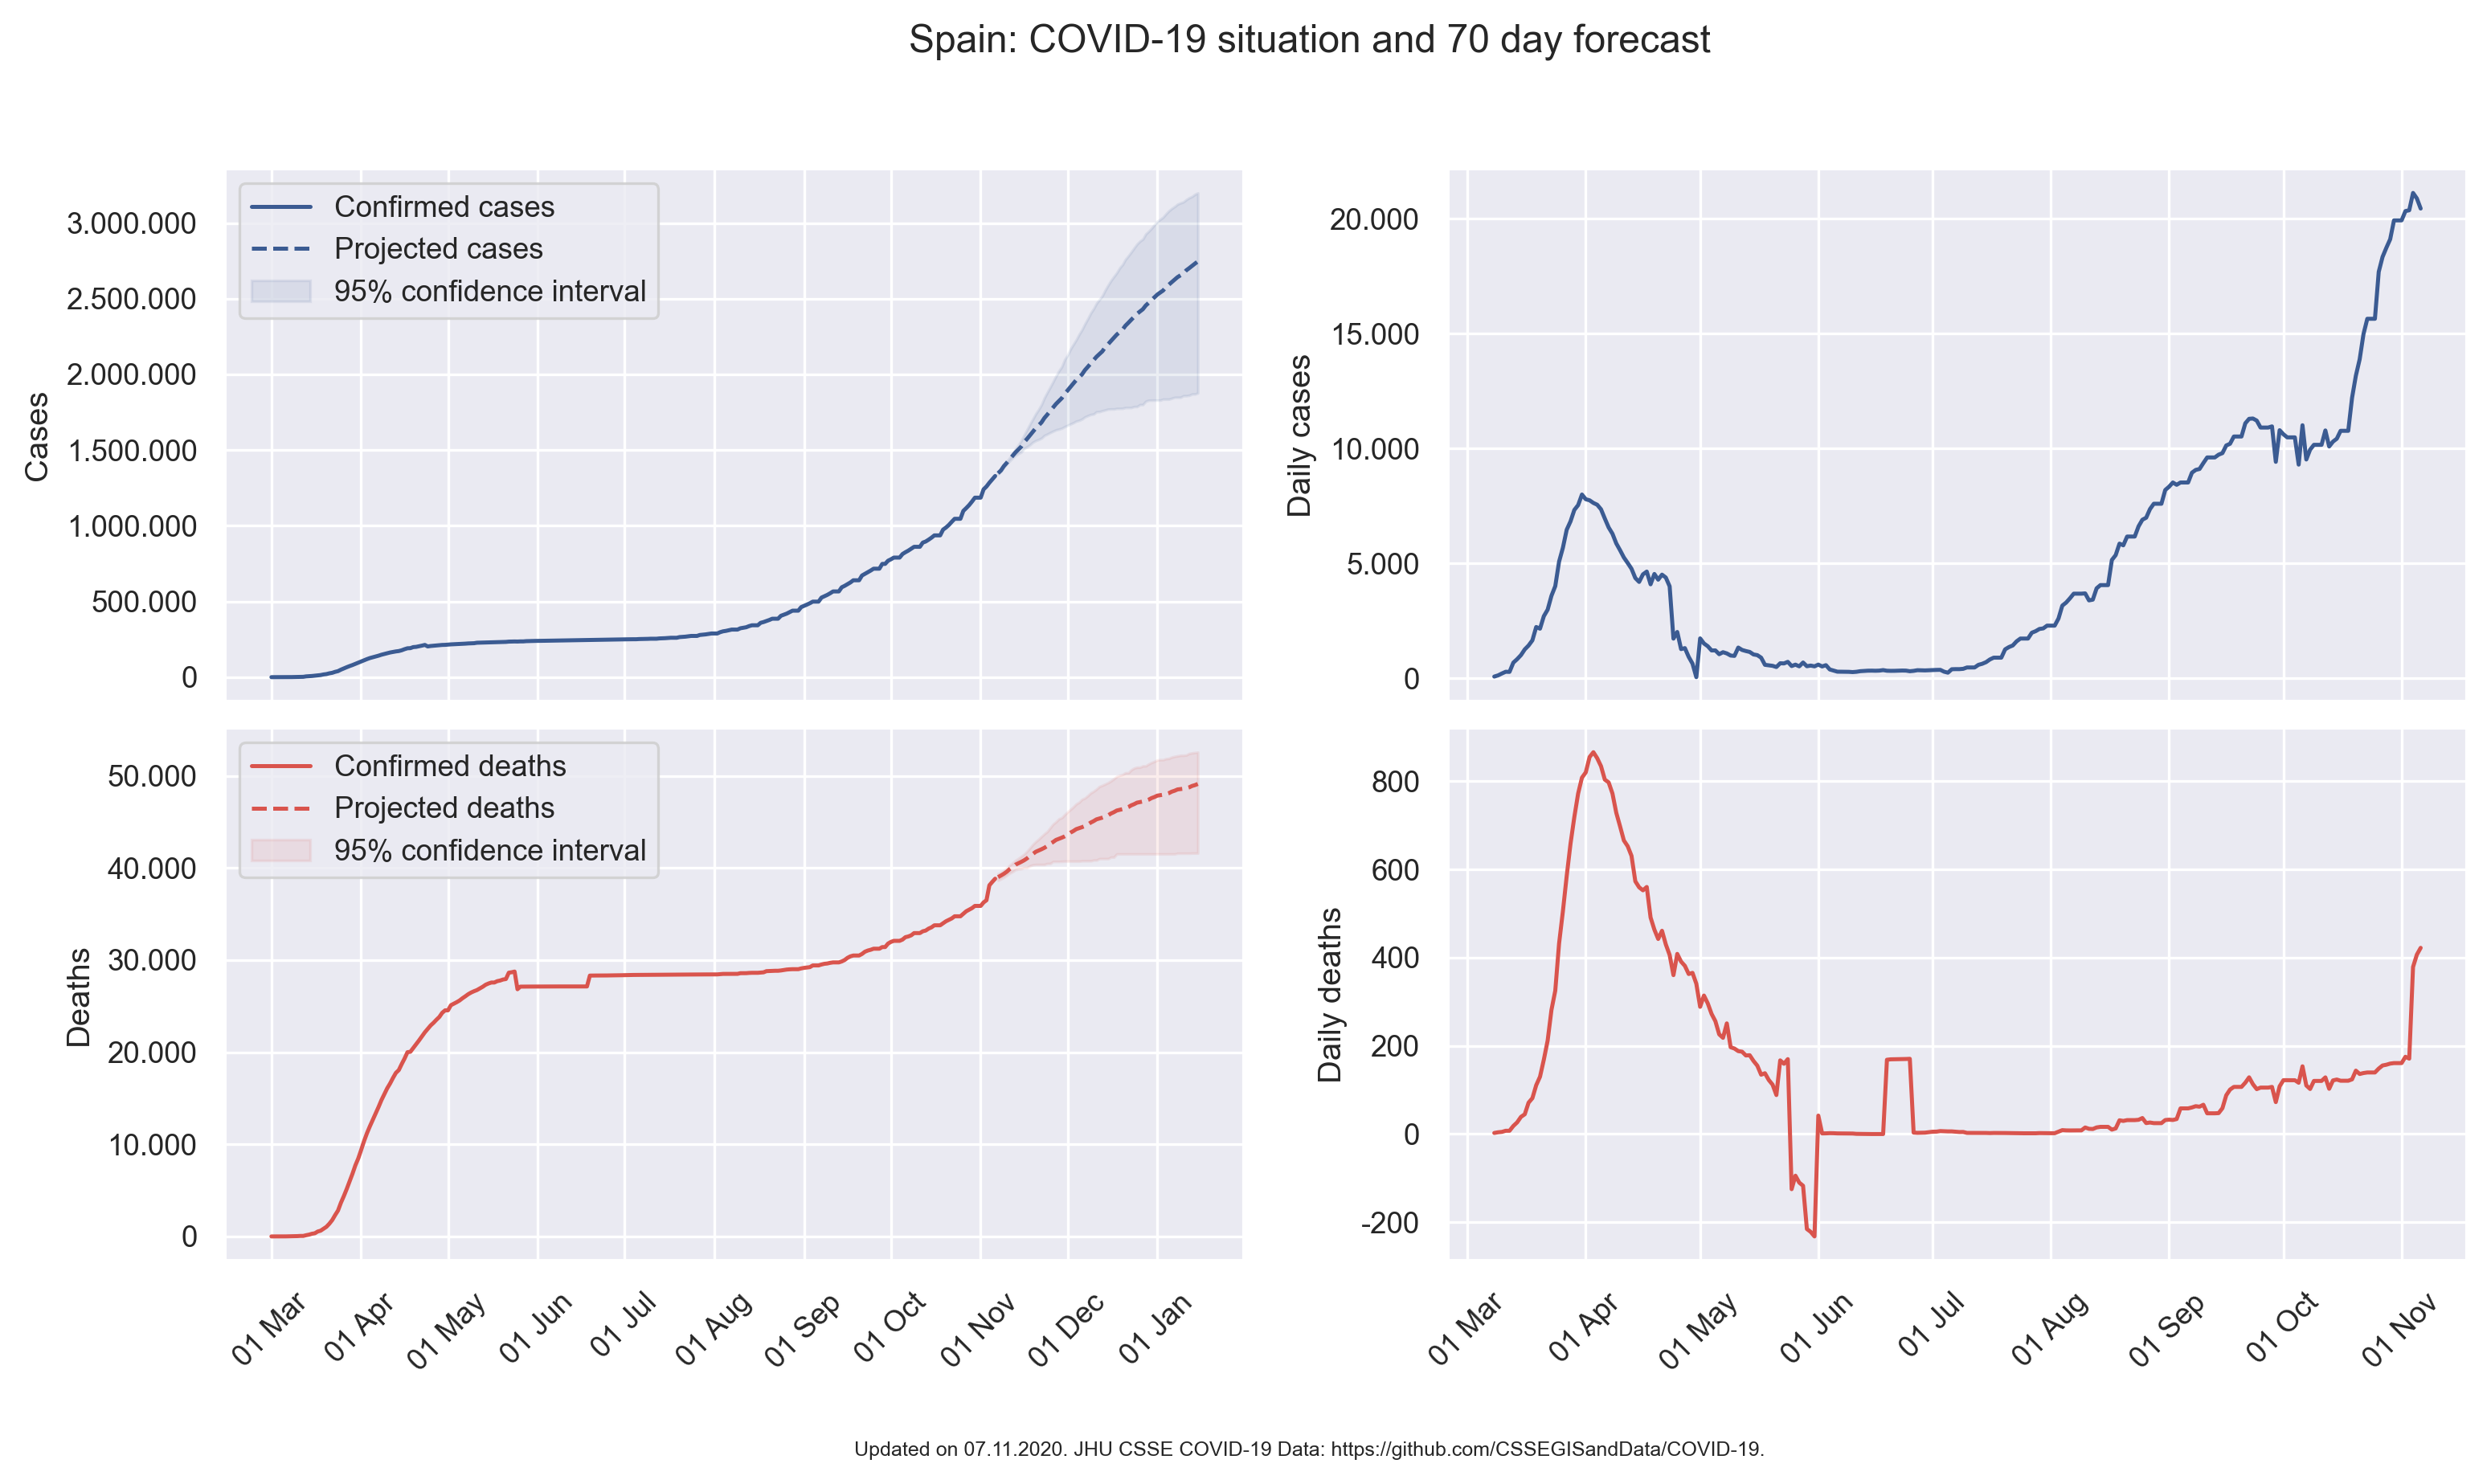 Spain: COVID-19 situation and 70 day forecast
Confirmed cases
Projected cases
95% confidence interval
3.000.000
2.500.000
2.000.000
1.500.000
1.000.000
500.000
0
Cases
20.000
15.000
10.000
5.000
0
Daily cases
Confirmed deaths
Projected deaths
95% confidence interval
50.000
40.000
30.000
20.000
10.000
0
Deaths
01 Mar
01 Apr
01 May
01 Jun
01 Jul
01 Aug
01 Sep
01 Oct
01 Nov
01 Dec
01 Jan
800
600
400
200
0
-200
Daily deaths
01 Mar
01 Apr
01 May
01 Jun
01 Jul
01 Aug
01 Sep
01 Oct
01 Nov
Updated on 07.11.2020. JHU CSSE COVID-19 Data: https://github.com/CSSEGISandData/COVID-19.